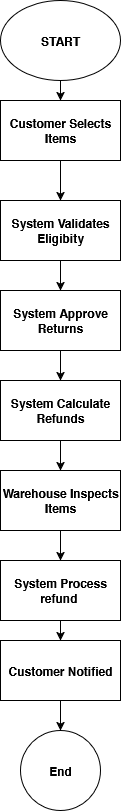 START
Customer Selects
Items
System Validates
Eligibity
System Approve
Returns
System Calculate
Refunds
Warehouse Inspects
Items
System Process
refund
Customer Notified
End